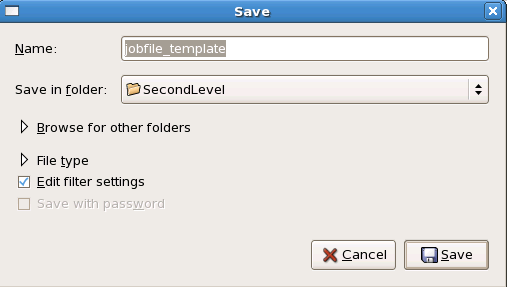 Save
Name: jobfile_template
Save in folder: SecondLevel
Browse for other folders
File type
Edit filter settings
Save with password
Cancel Save